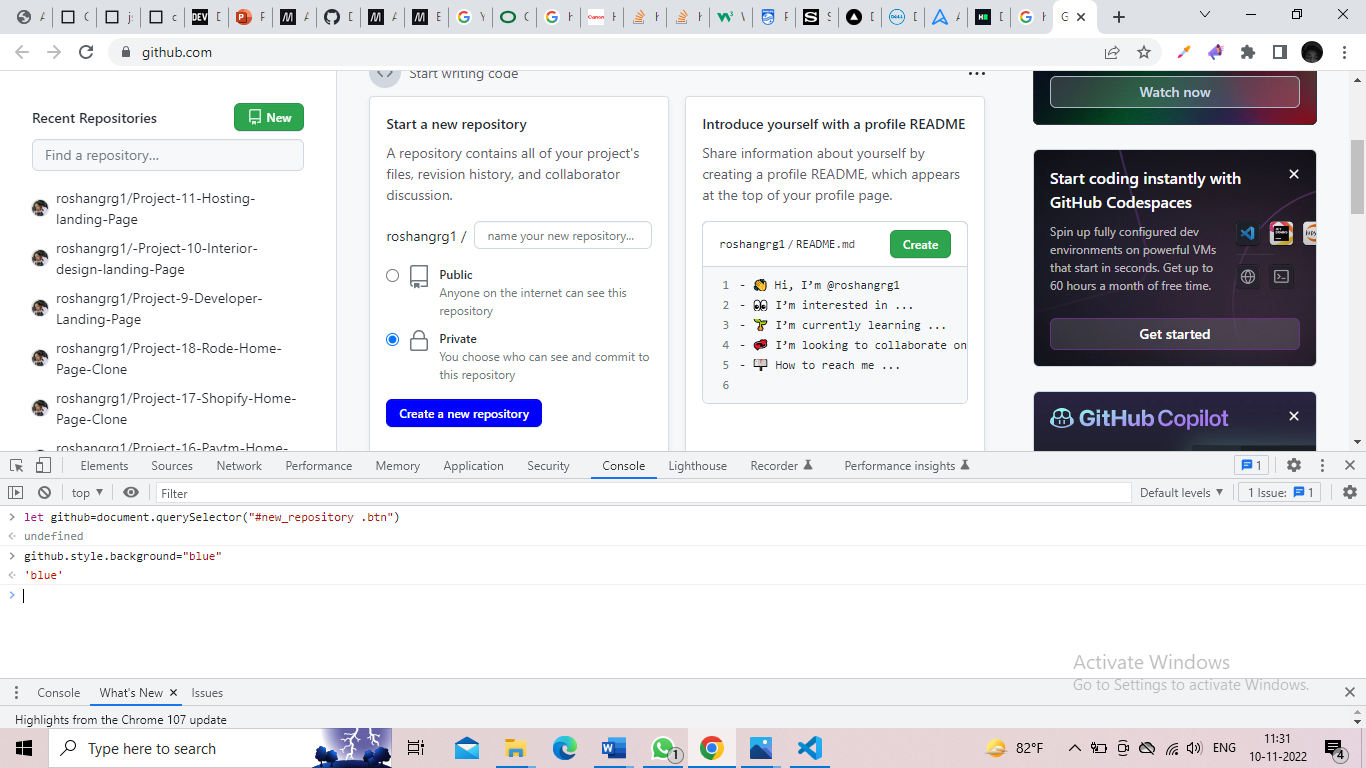 github.com
Start writing code
Recent Repositories
New
Find a repository...
roshangrg1/Project-11-Hosting-
landing-Page
roshangrg1/-Project-10-Interior-
design-landing-Page
roshangrg1/Project-9-Developer-
Landing-Page
roshangrg1/Project-18-Rode-Home-
Page-Clone
roshangrg1/Project-17-Shopify-Home-
Page-Clone
roshangrg1/Project-16-Paytm-Home-
Start a new repository
A repository contains all of your project's
files, revision history, and collaborator
discussion.
roshangrg1 /
name your new repository...
Public
Anyone on the internet can see this
repository
Private
You choose who can see and commit to
this repository
Create a new repository
Introduce yourself with a profile README
Share information about yourself by
creating a profile README, which appears
at the top of your profile page.
roshangrg1 / README.md
Create
1 - 👋 Hi, I’m @roshangrg1
2 - 👀 I’m interested in ...
3 - 🌱 I’m currently learning ...
4 - 💞️ I’m looking to collaborate on
5 - 📫 How to reach me ...
6
Watch now
Start coding instantly with
GitHub Codespaces
Spin up fully configured dev
environments on powerful VMs
that start in seconds. Get up to
60 hours a month of free time.
Get started
GitHub Copilot
Elements Sources Network Performance Memory Application Security Console Lighthouse Recorder Performance insights 1
top Filter Default levels 1 Issue: 1
let github=document.querySelector("#new_repository .btn")
undefined
github.style.background="blue"
'blue'
Activate Windows
Go to Settings to activate Windows.
Console What's New Issues
Highlights from the Chrome 107 update
Type here to search
1
82°F
ENG
11:31
10-11-2022
4